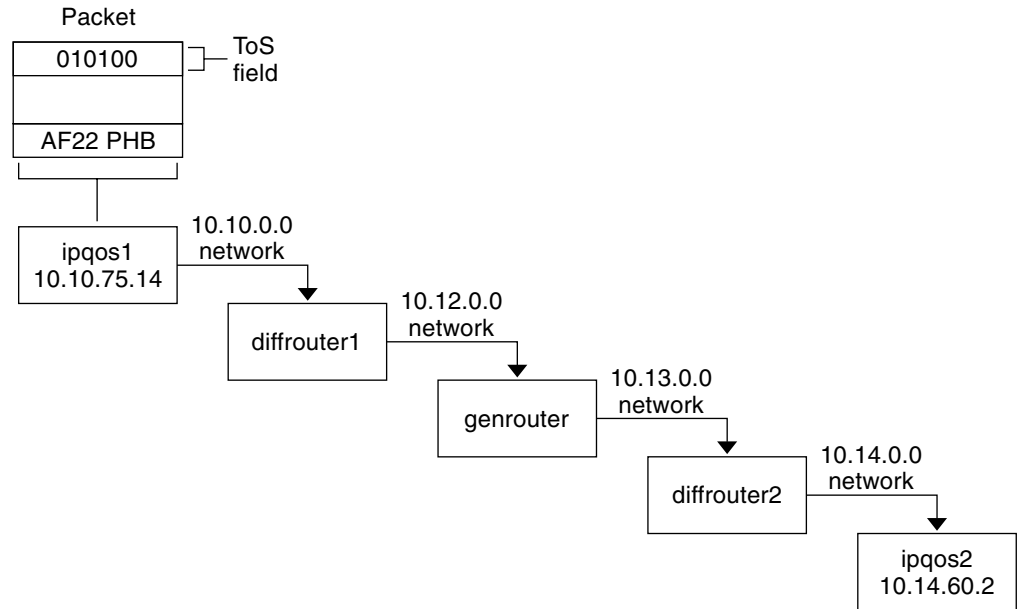 Packet
010100
ToS
field
AF22 PHB
ipqos1
10.10.75.14
10.10.0.0
network
diffrouter1
10.12.0.0
network
genrouter
10.13.0.0
network
diffrouter2
10.14.0.0
network
ipqos2
10.14.60.2